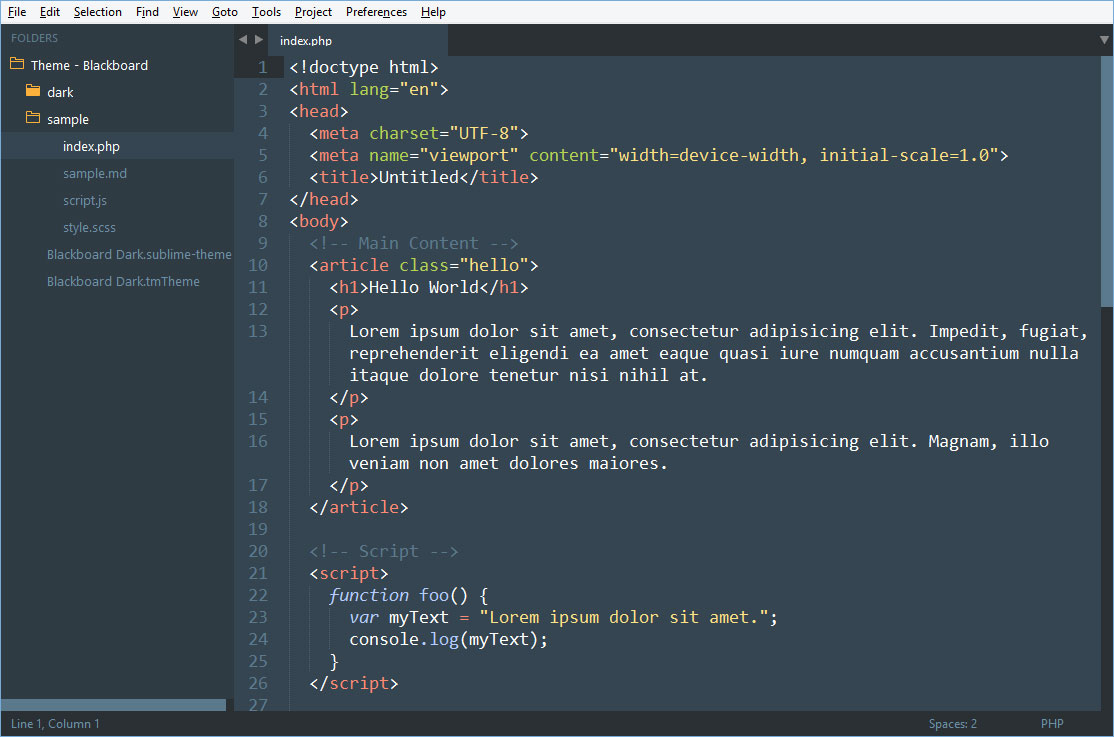 File Edit Selection Find View Goto Tools Project Preferences Help
FOLDERS
Theme - Blackboard
dark
sample
index.php
sample.md
script.js
style.scss
Blackboard Dark.sublime-theme
Blackboard Dark.tmTheme
index.php
1 <!doctype html>
2 <html lang="en">
3 <head>
4 <meta charset="UTF-8">
5 <meta name="viewport" content="width=device-width, initial-scale=1.0">
6 <title>Untitled</title>
7 </head>
8 <body>
9 <!-- Main Content -->
10 <article class="hello">
11 <h1>Hello World</h1>
12 <p>
13 Lorem ipsum dolor sit amet, consectetur adipisicing elit. Impedit, fugiat,
reprehenderit eligendi ea amet eaque quasi iure numquam accusantium nulla
itaque dolore tenetur nisi nihil at.
14 </p>
15 <p>
16 Lorem ipsum dolor sit amet, consectetur adipisicing elit. Magnam, illo
veniam non amet dolores maiores.
17 </p>
18 </article>
19
20 <!-- Script -->
21 <script>
22 function foo() {
23 var myText = "Lorem ipsum dolor sit amet.";
24 console.log(myText);
25 }
26 </script>
27
Line 1, Column 1
Spaces: 2
PHP